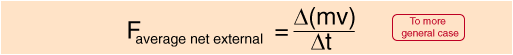 F average net external = Δ(mv) / Δt
To more
general case